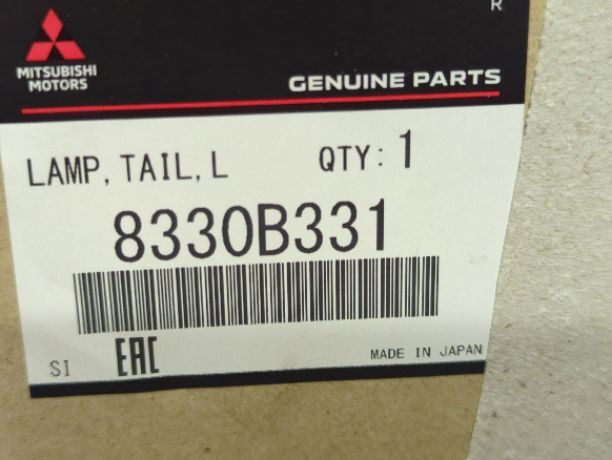 R
MITSUBISHI
MOTORS
GENUINE PARTS
LAMP, TAIL, L QTY: 1
8330B331
SI EAC MADE IN JAPAN